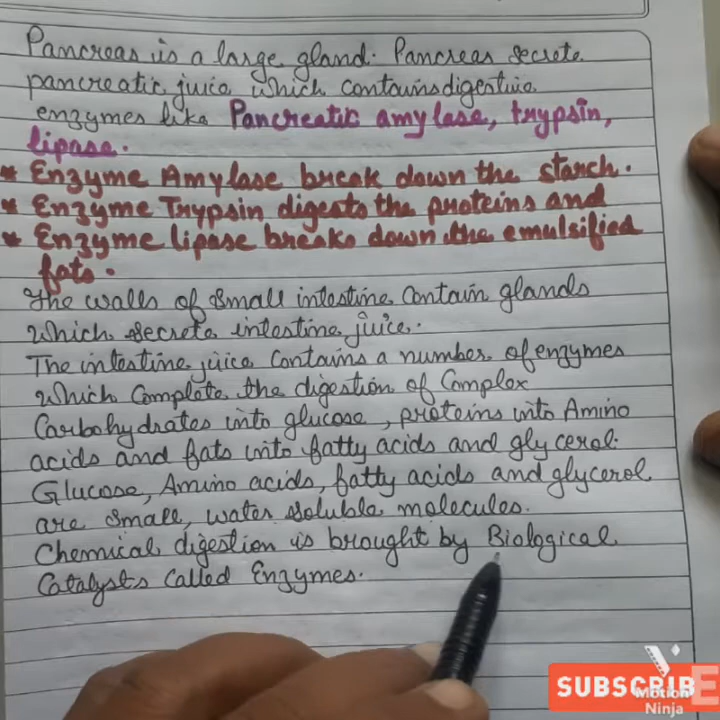 Pancreas is a large gland. Pancreas secrete
pancreatic juice which contains digestive
enzymes like Pancreatic amylase, trypsin,
lipase.
* Enzyme Amylase break down the starch.
* Enzyme Trypsin digests the proteins and
* Enzyme lipase breaks down the emulsified
fats.
The walls of small intestine contain glands
which secrete intestine juice.
The intestine juice contains a number of enzymes
which complete the digestion of Complex
Carbohydrates into glucose, proteins into Amino
acids and fats into fatty acids and glycerol.
Glucose, Amino acids, fatty acids and glycerol
are small, water soluble molecules.
Chemical digestion is brought by Biological
Catalysts called Enzymes.
SUBSCRIBE
Motion
Ninja